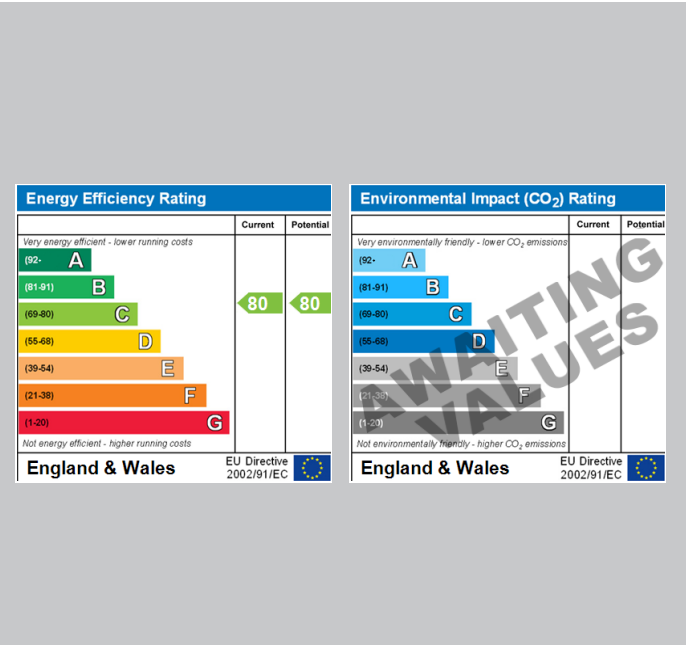 Energy Efficiency Rating
Current Potential
Very energy efficient - lower running costs
(92- A
(81-91) B
(69-80) C
80 80
(55-68) D
(39-54) E
(21-38) F
(1-20) G
Not energy efficient - higher running costs
England & Wales
EU Directive
2002/91/EC
Environmental Impact (CO2) Rating
Current Potential
Very environmentally friendly - lower CO2 emissions
(92- A
(81-91) B
(69-80) C
(55-68) D
(39-54) E
(21-38) F
(1-20) G
AWAITING
VALUES
Not environmentally friendly - higher CO2 emissions
England & Wales
EU Directive
2002/91/EC